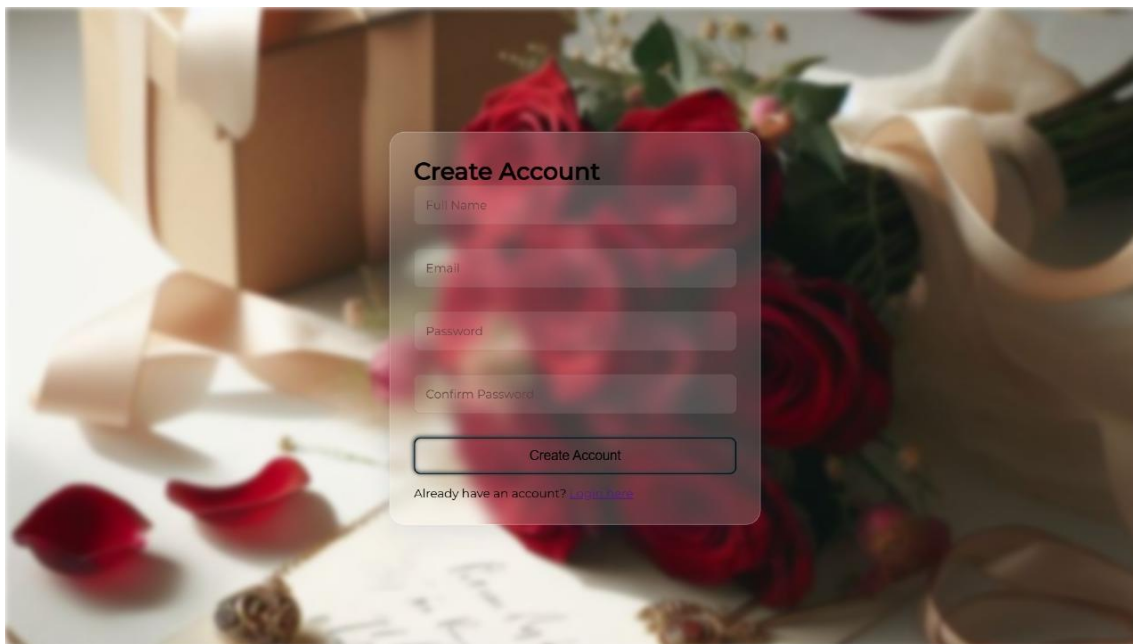 Create Account
Full Name
Email
Password
Confirm Password
Create Account
Already have an account? Login here